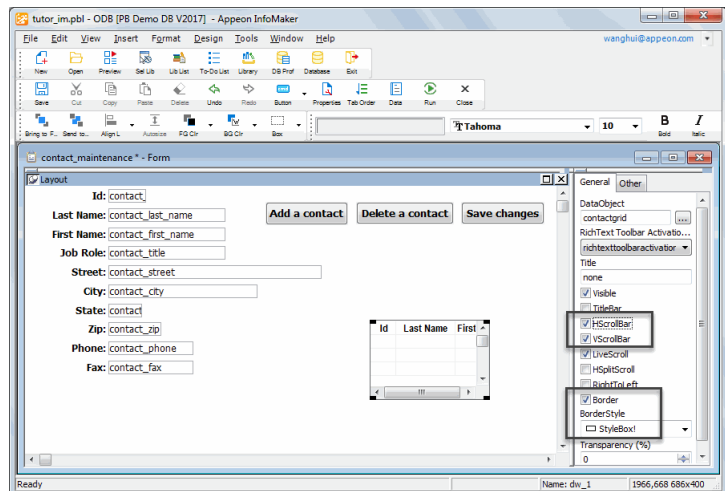 tutor_im.pbl - ODB [PB Demo DB V2017] - Appeon InfoMaker
File Edit View Insert Format Design Tools Window Help wanghui@appeon.com
New Open Preview Sel Lib Lib List To-Do List Library DB Prof Database Exit
Save Cut Copy Paste Delete Undo Redo Button Properties Tab Order Data Run Close
Bring to F... Send to... Align L Autosize FG Clr BG Clr Box Tahoma 10 B Bold I Italic
contact_maintenance * - Form
Layout
Id: contact_
Last Name: contact_last_name
First Name: contact_first_name
Job Role: contact_title
Street: contact_street
City: contact_city
State: contact
Zip: contact_zip
Phone: contact_phone
Fax: contact_fax
Add a contact Delete a contact Save changes
Id Last Name First
General Other
DataObject
contactgrid ...
RichText Toolbar Activatio...
richtexttoolbaractivation
Title
none
Visible
TitleBar
HScrollBar
VScrollBar
LiveScroll
HSplitScroll
RightToLeft
Border
BorderStyle
StyleBox!
Transparency (%)
0
Ready Name: dw_1 1966,668 686x400